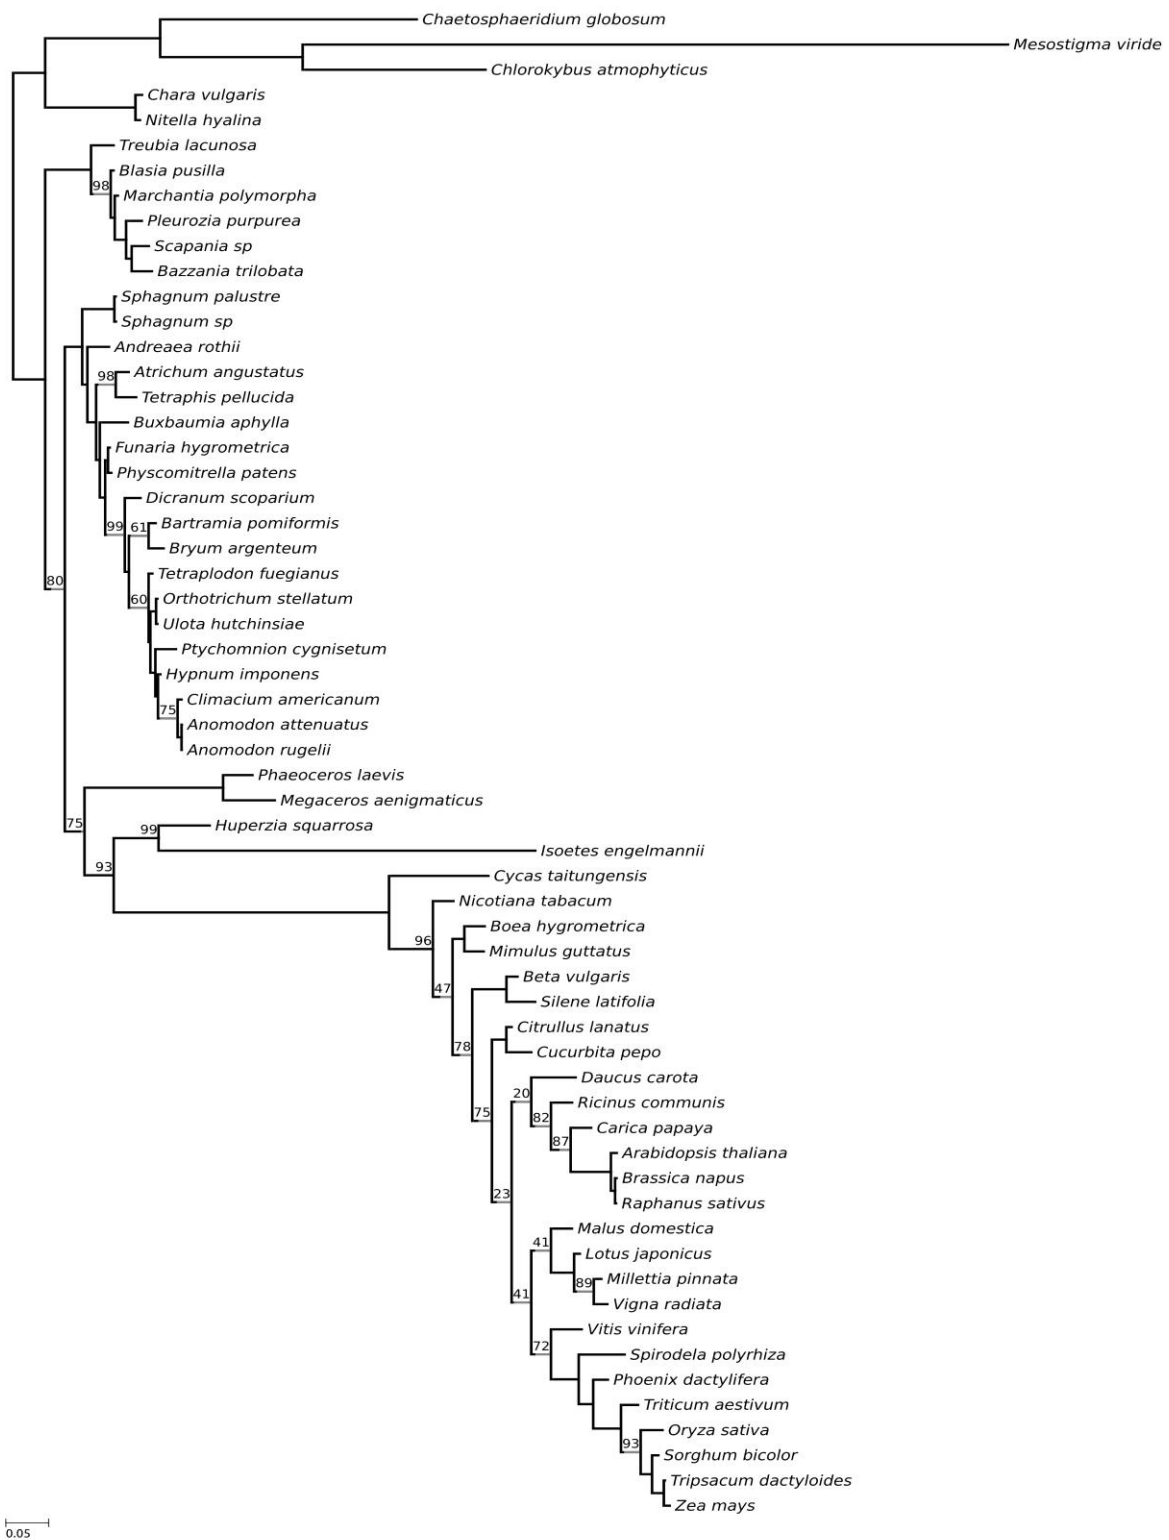 Chaetosphaeridium globosum
Mesostigma viride
Chlorokybus atmophyticus
Chara vulgaris
Nitella hyalina
Treubia lacunosa
Blasia pusilla
98
Marchantia polymorpha
Pleurozia purpurea
Scapania sp
Bazzania trilobata
Sphagnum palustre
Sphagnum sp
Andreaea rothii
98 Atrichum angustatus
Tetraphis pellucida
Buxbaumia aphylla
Funaria hygrometrica
Physcomitrella patens
Dicranum scoparium
99 61 Bartramia pomiformis
Bryum argenteum
80 Tetraplodon fuegianus
60 Orthotrichum stellatum
Ulota hutchinsiae
Ptychomnion cygnisetum
Hypnum imponens
Climacium americanum
75
Anomodon attenuatus
Anomodon rugelii
Phaeoceros laevis
Megaceros aenigmaticus
75 99 Huperzia squarrosa
Isoetes engelmannii
93
Cycas taitungensis
Nicotiana tabacum
Boea hygrometrica
96
Mimulus guttatus
Beta vulgaris
47
Silene latifolia
Citrullus lanatus
78 Cucurbita pepo
Daucus carota
20
Ricinus communis
75 82
Carica papaya
87
Arabidopsis thaliana
Brassica napus
23
Raphanus sativus
Malus domestica
41
Lotus japonicus
Millettia pinnata
89
41
Vigna radiata
Vitis vinifera
72
Spirodela polyrhiza
Phoenix dactylifera
Triticum aestivum
Oryza sativa
93
Sorghum bicolor
Tripsacum dactyloides
Zea mays
0.05